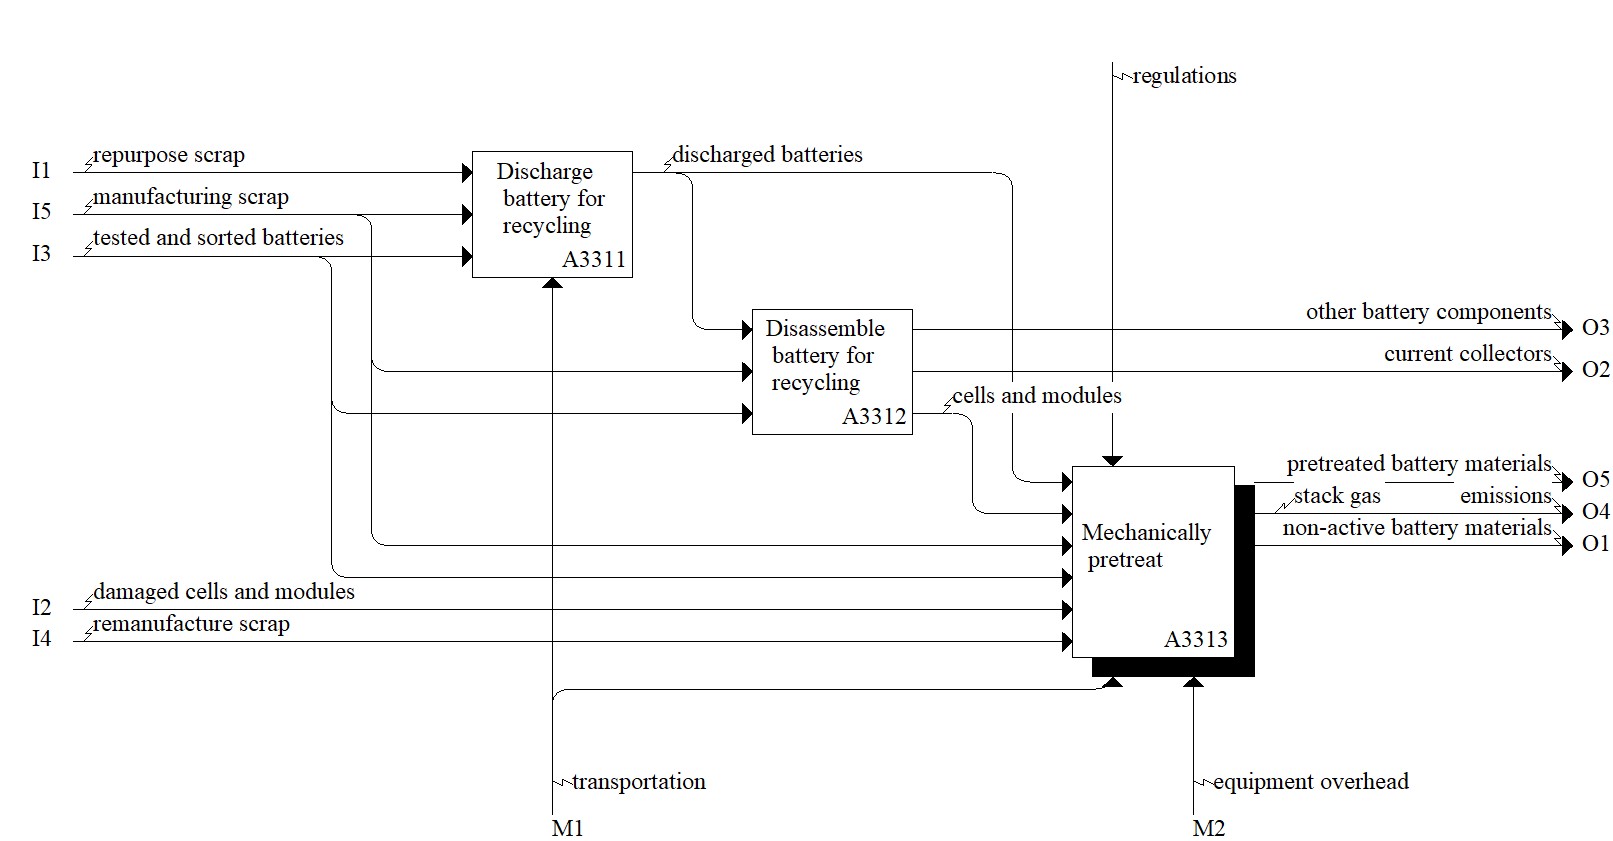 regulations
I1
repurpose scrap
I5
manufacturing scrap
I3
tested and sorted batteries
Discharge
battery for
recycling
A3311
discharged batteries
Disassemble
battery for
recycling
A3312
other battery components
O3
current collectors
O2
cells and modules
pretreated battery materials
O5
stack gas
emissions
O4
non-active battery materials
O1
Mechanically
pretreat
A3313
I2
damaged cells and modules
I4
remanufacture scrap
transportation
M1
equipment overhead
M2